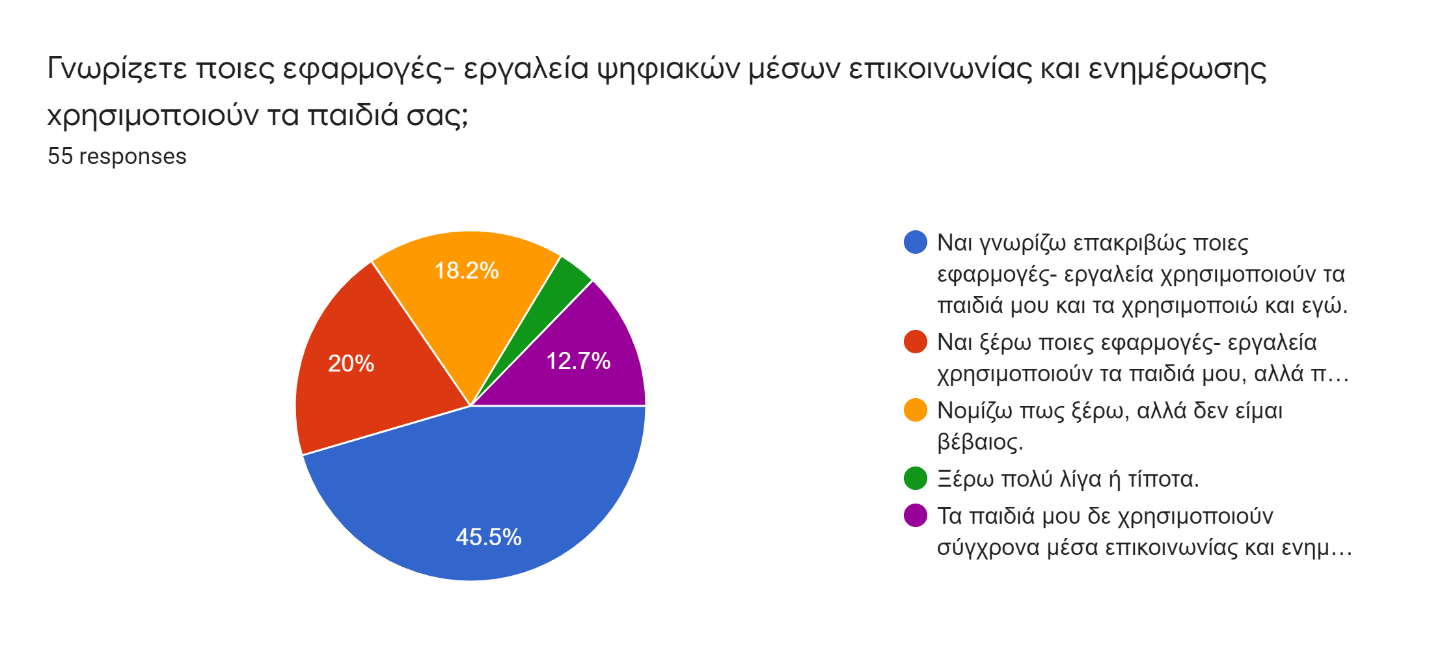 Γνωρίζετε ποιες εφαρμογές- εργαλεία ψηφιακών μέσων επικοινωνίας και ενημέρωσης
χρησιμοποιούν τα παιδιά σας;
55 responses
18.2%
20%
12.7%
45.5%
Ναι γνωρίζω επακριβώς ποιες
εφαρμογές- εργαλεία χρησιμοποιούν τα
παιδιά μου και τα χρησιμοποιώ και εγώ.
Ναι ξέρω ποιες εφαρμογές- εργαλεία
χρησιμοποιούν τα παιδιά μου, αλλά π…
Νομίζω πως ξέρω, αλλά δεν είμαι
βέβαιος.
Ξέρω πολύ λίγα ή τίποτα.
Τα παιδιά μου δε χρησιμοποιούν
σύγχρονα μέσα επικοινωνίας και ενημ…